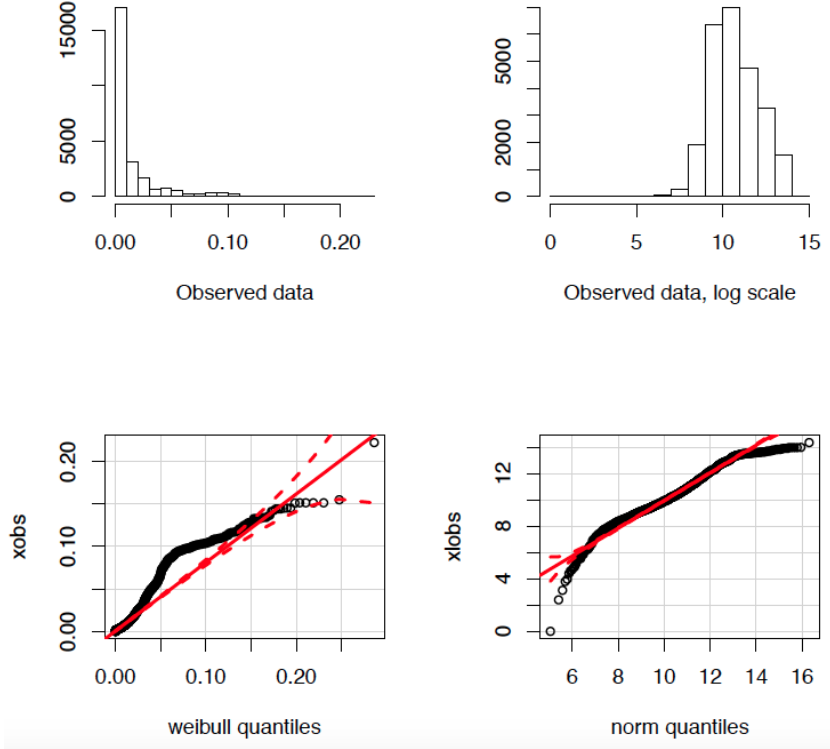 15000
5000
0
0.00 0.10 0.20
Observed data
5000
2000
0
0 5 10 15
Observed data, log scale
0.20
0.10
0.00
xobs
0.00 0.10 0.20
weibull quantiles
12
8
4
0
xlobs
6 8 10 12 14 16
norm quantiles